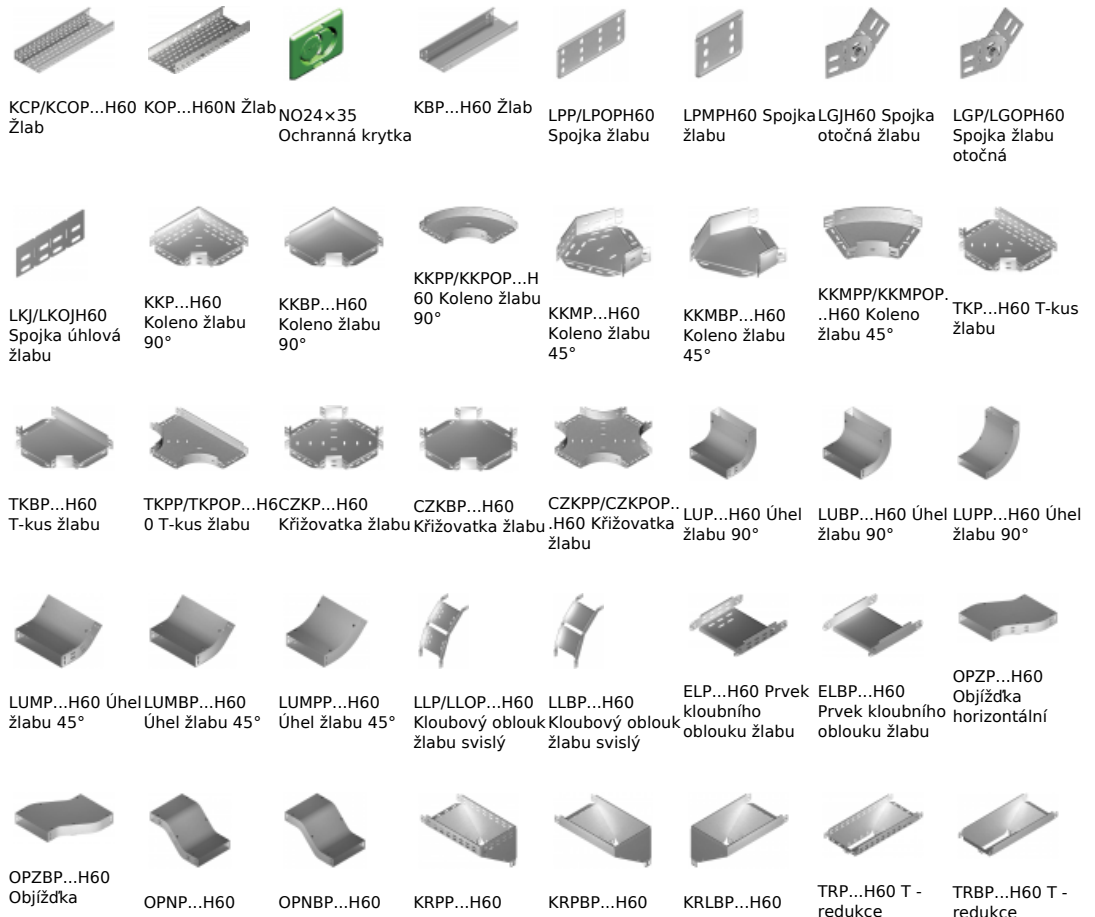 KCP/KCOP...H60
Žlab
KOP...H60N Žlab
NO24×35
Ochranná krytka
KBP...H60 Žlab
LPP/LPOPH60
Spojka žlabu
LPMPH60 Spojka
žlabu
LGJH60 Spojka
otočná žlabu
LGP/LGOPH60
Spojka žlabu
otočná
LKJ/LKOJH60
Spojka úhlová
žlabu
KKP...H60
Koleno žlabu
90°
KKBP...H60
Koleno žlabu
90°
KKPP/KKPOP...H
60 Koleno žlabu
90°
KKMP...H60
Koleno žlabu
45°
KKMBP...H60
Koleno žlabu
45°
KKMPP/KKMPOP.
..H60 Koleno
žlabu 45°
TKP...H60 T-kus
žlabu
TKBP...H60
T-kus žlabu
TKPP/TKPOP...H6
0 T-kus žlabu
CZKP...H60
Křižovatka žlabu
CZKBP...H60
Křižovatka žlabu
CZKPP/CZKPOP..
.H60 Křižovatka
žlabu
LUP...H60 Úhel
žlabu 90°
LUBP...H60 Úhel
žlabu 90°
LUPP...H60 Úhel
žlabu 90°
LUMP...H60 Úhel
žlabu 45°
LUMBP...H60
Úhel žlabu 45°
LUMPP...H60
Úhel žlabu 45°
LLP/LLOP...H60
Kloubový oblouk
žlabu svislý
LLBP...H60
Kloubový oblouk
žlabu svislý
ELP...H60 Prvek
kloubního
oblouku žlabu
ELBP...H60
Prvek kloubního
oblouku žlabu
OPZP...H60
Objížďka
horizontální
OPZBP...H60
Objížďka
OPNP...H60
OPNBP...H60
KRPP...H60
KRPBP...H60
KRLBP...H60
TRP...H60 T -
redukce
TRBP...H60 T -
redukce